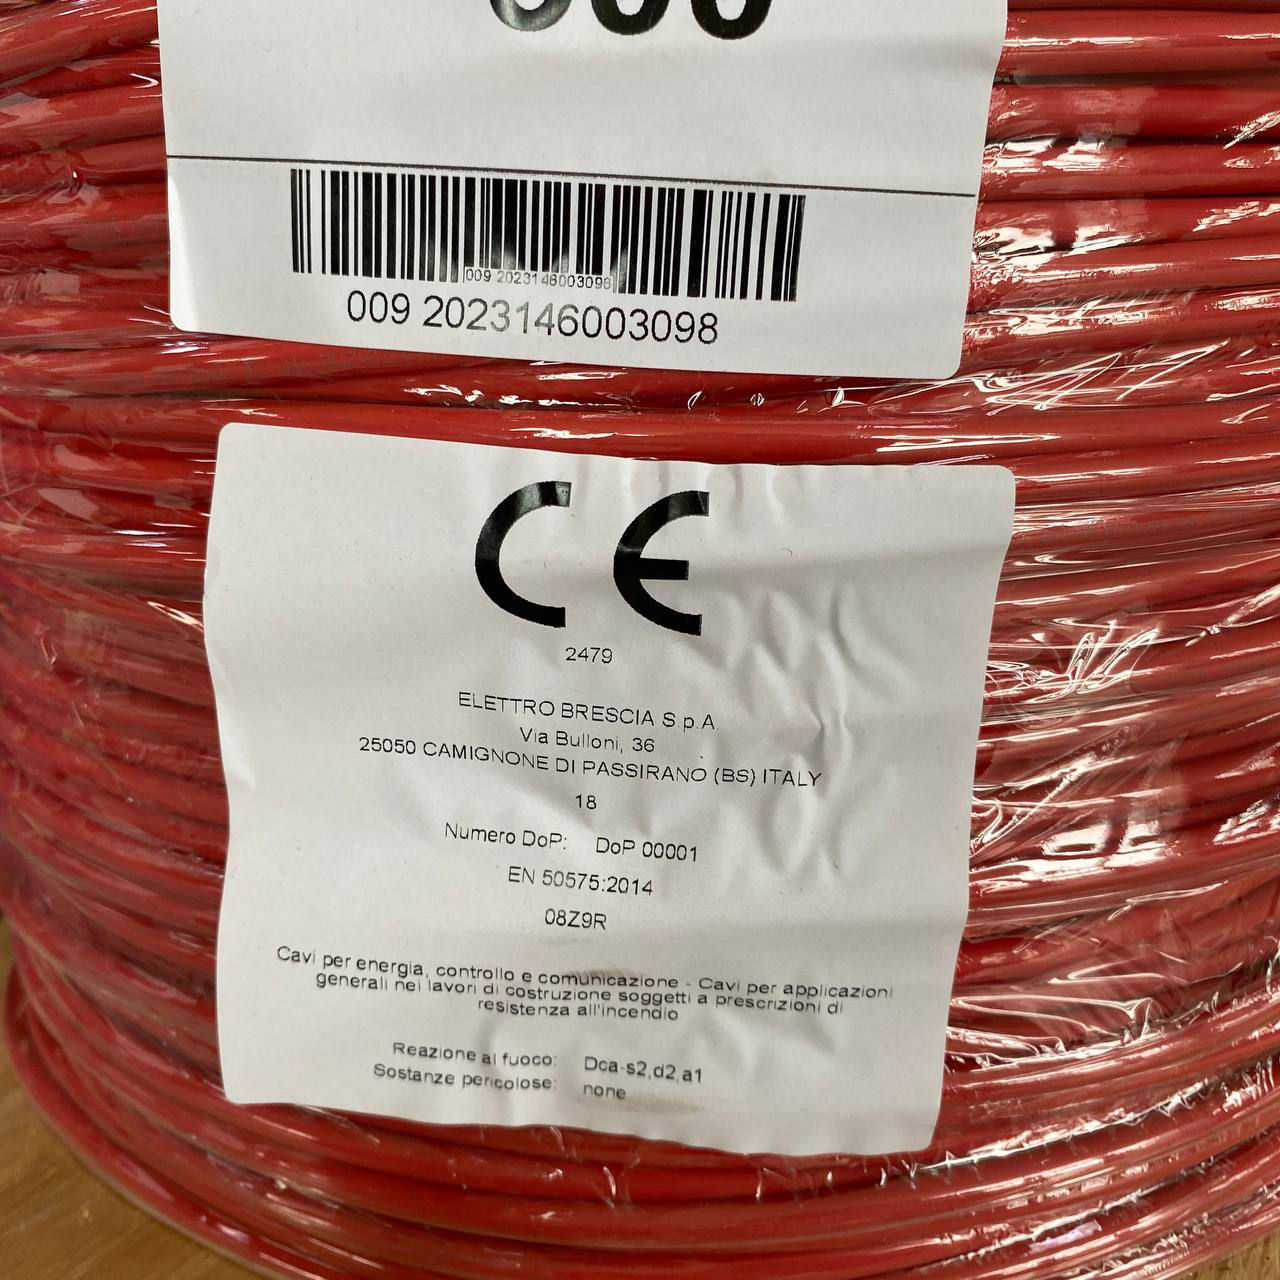 009 2023146003098
009 2023146003098
CE
2479
ELETTRO BRESCIA S.p.A.
Via Bulloni, 36
25050 CAMIGNONE DI PASSIRANO (BS) ITALY
18
Numero DoP: DoP 00001
EN 50575:2014
08Z9R
Cavi per energia, controllo e comunicazione - Cavi per applicazioni
generali nei lavori di costruzione soggetti a prescrizioni di
resistenza all'incendio
Reazione al fuoco: Dca-s2,d2,a1
Sostanze pericolose: none